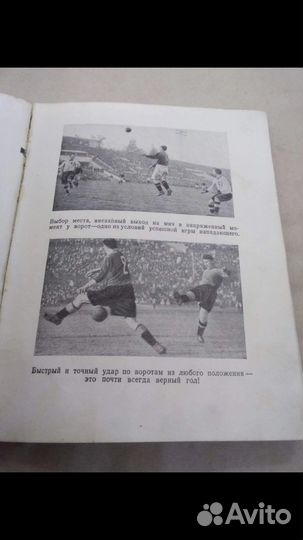 Выбор места, внезапный выход на мяч в напряженный мо-
мент у ворот—одно из условий успешной игры нападающего.
Быстрый и точный удар по воротам из любого положения—
это почти всегда верный гол!
Avito